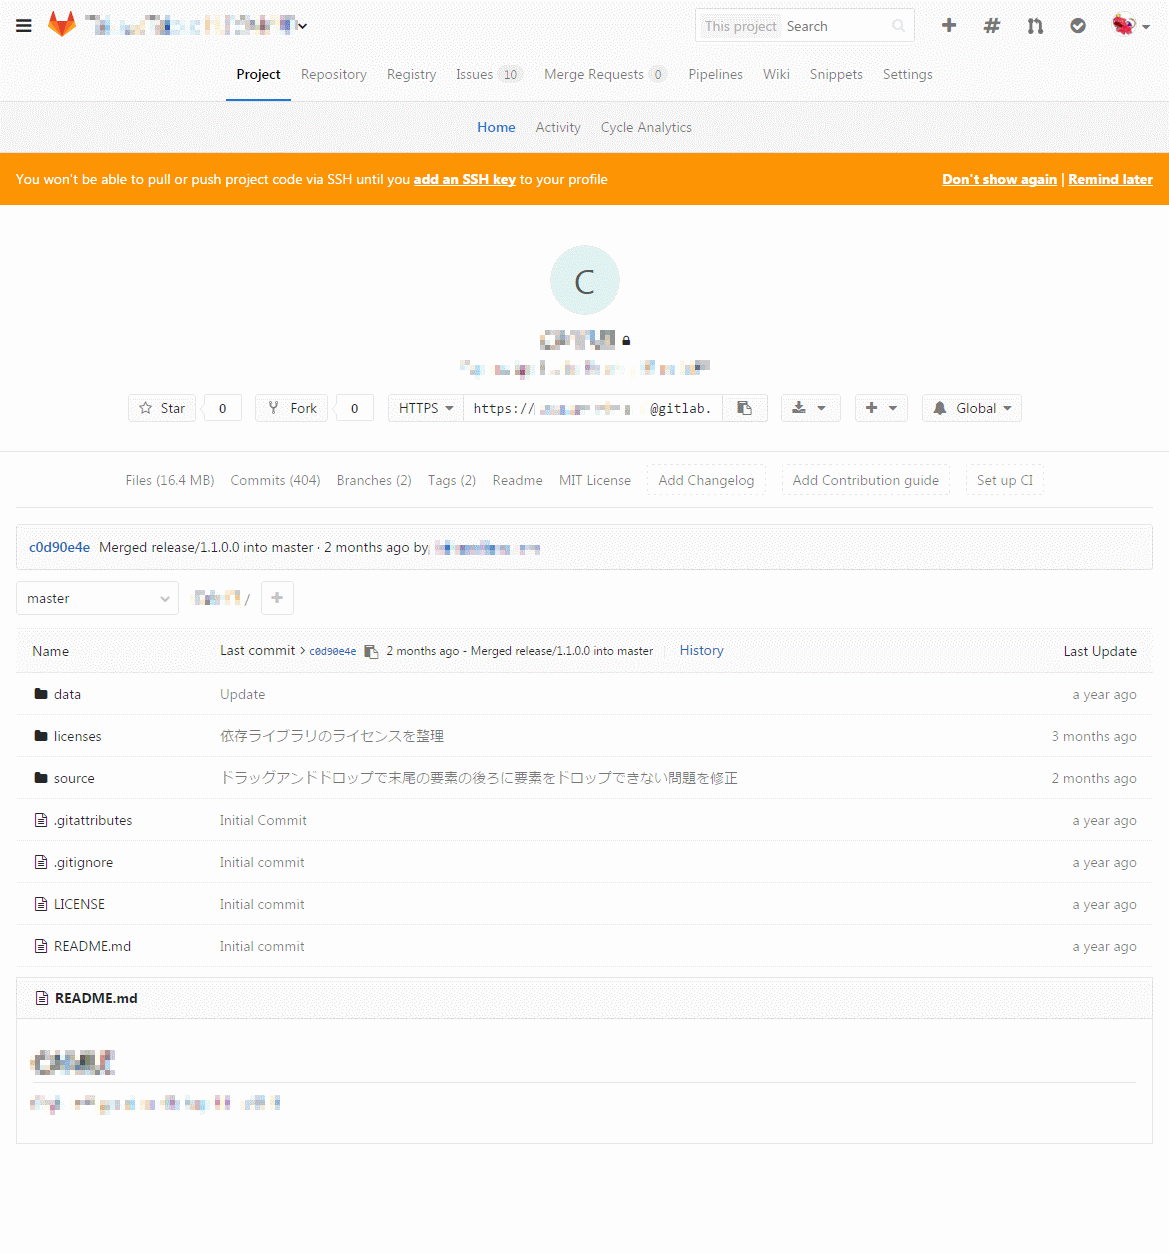 This project Search
Project Repository Registry Issues 10 Merge Requests 0 Pipelines Wiki Snippets Settings
Home Activity Cycle Analytics
You won't be able to pull or push project code via SSH until you add an SSH key to your profile Don't show again | Remind later
C
Star 0 Fork 0 HTTPS https:// @gitlab. Global
Files (16.4 MB) Commits (404) Branches (2) Tags (2) Readme MIT License Add Changelog Add Contribution guide Set up CI
c0d90e4e Merged release/1.1.0.0 into master · 2 months ago by
master / +
Name Last commit > c0d90e4e 2 months ago - Merged release/1.1.0.0 into master History Last Update
data Update a year ago
licenses 依存ライブラリのライセンスを整理 3 months ago
source ドラッグアンドドロップで末尾の要素の後ろに要素をドロップできない問題を修正 2 months ago
.gitattributes Initial Commit a year ago
.gitignore Initial commit a year ago
LICENSE Initial commit a year ago
README.md Initial commit a year ago
README.md